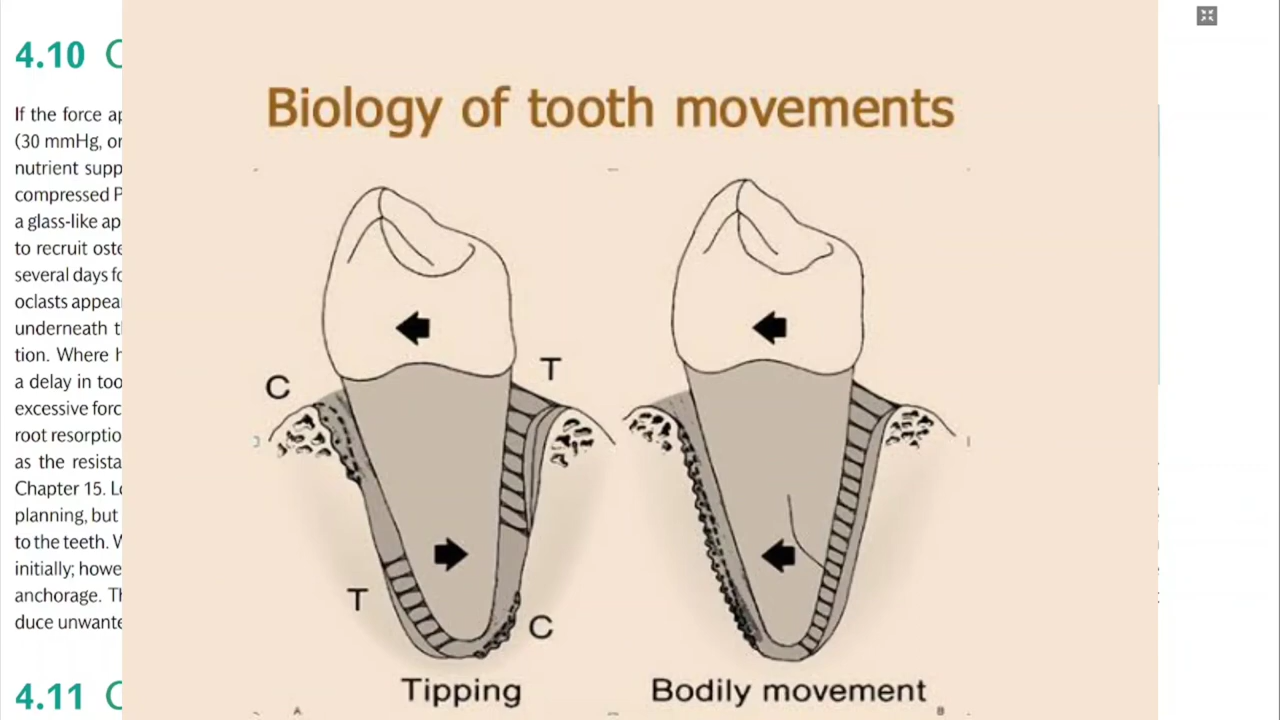 4.10
If the force
(30 mmHg, or
nutrient supp
compressed P
a glass-like ap
to recruit oste
several days fo
oclasts appea
underneath t
tion. Where h
a delay in too
excessive forc
root resorptio
as the resista
Chapter 15. L
planning, but
to the teeth. W
initially; howe
anchorage. T
duce unwante
4.11
Biology of tooth movements
C
T
T
C
Tipping
Bodily movement
A
B